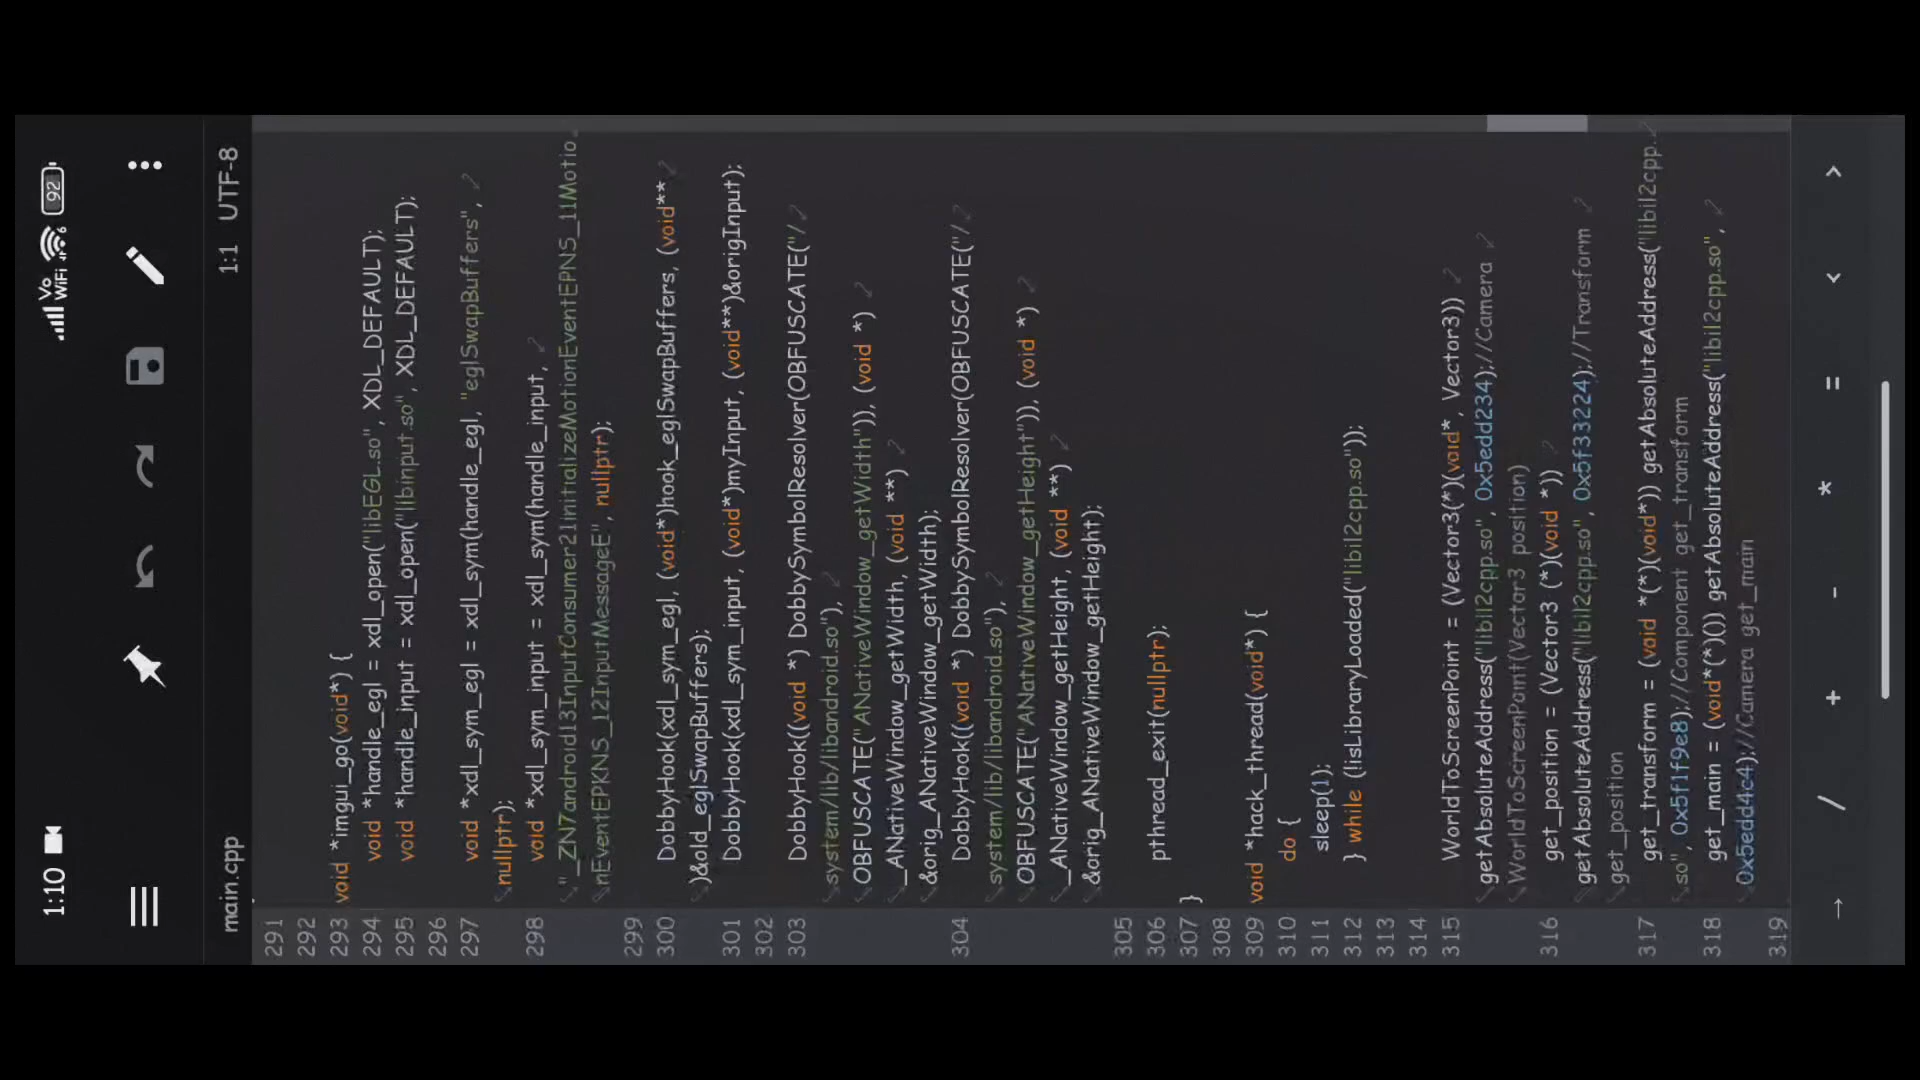 1:10
Vo
WiFi 6
92
main.cpp
1:1 UTF-8
291
292
293 void *imgui_go(void*) {
294 void *handle_egl = xdl_open("libEGL.so", XDL_DEFAULT);
295 void *handle_input = xdl_open("libinput.so", XDL_DEFAULT);
296
297 void *xdl_sym_egl = xdl_sym(handle_egl, "eglSwapBuffers",
nullptr);
298 void *xdl_sym_input = xdl_sym(handle_input,
"_ZN7android13InputConsumer21initializeMotionEventEPNS_11Motio
nEventEPKNS_12InputMessageE", nullptr);
299
300 DobbyHook(xdl_sym_egl, (void*)hook_eglSwapBuffers, (void**
)&old_eglSwapBuffers);
301 DobbyHook(xdl_sym_input, (void*)myInput, (void**)&origInput);
302
303 DobbyHook((void *) DobbySymbolResolver(OBFUSCATE("/
system/lib/libandroid.so"),
OBFUSCATE("ANativeWindow_getWidth")), (void *)
_ANativeWindow_getWidth, (void **)
&orig_ANativeWindow_getWidth);
304 DobbyHook((void *) DobbySymbolResolver(OBFUSCATE("/
system/lib/libandroid.so"),
OBFUSCATE("ANativeWindow_getHeight")), (void *)
_ANativeWindow_getHeight, (void **)
&orig_ANativeWindow_getHeight);
305
306 pthread_exit(nullptr);
307 }
308
309 void *hack_thread(void*) {
310 do {
311 sleep(1);
312 } while (!isLibraryLoaded("libil2cpp.so"));
313
314
315 WorldToScreenPoint = (Vector3(*)(void*, Vector3))
getAbsoluteAddress("libil2cpp.so", 0x5edd234);//Camera
WorldToScreenPoint(Vector3 position)
316 get_position = (Vector3 (*)(void *))
getAbsoluteAddress("libil2cpp.so", 0x5f33224);//Transform
get_position
317 get_transform = (void *(*)(void*)) getAbsoluteAddress("libil2cpp.
so", 0x5f1f9e8);//Component get_transform
318 get_main = (void*(*)()) getAbsoluteAddress("libil2cpp.so",
0x5edd4c4);//Camera get_main
319
→ / + - * = < >